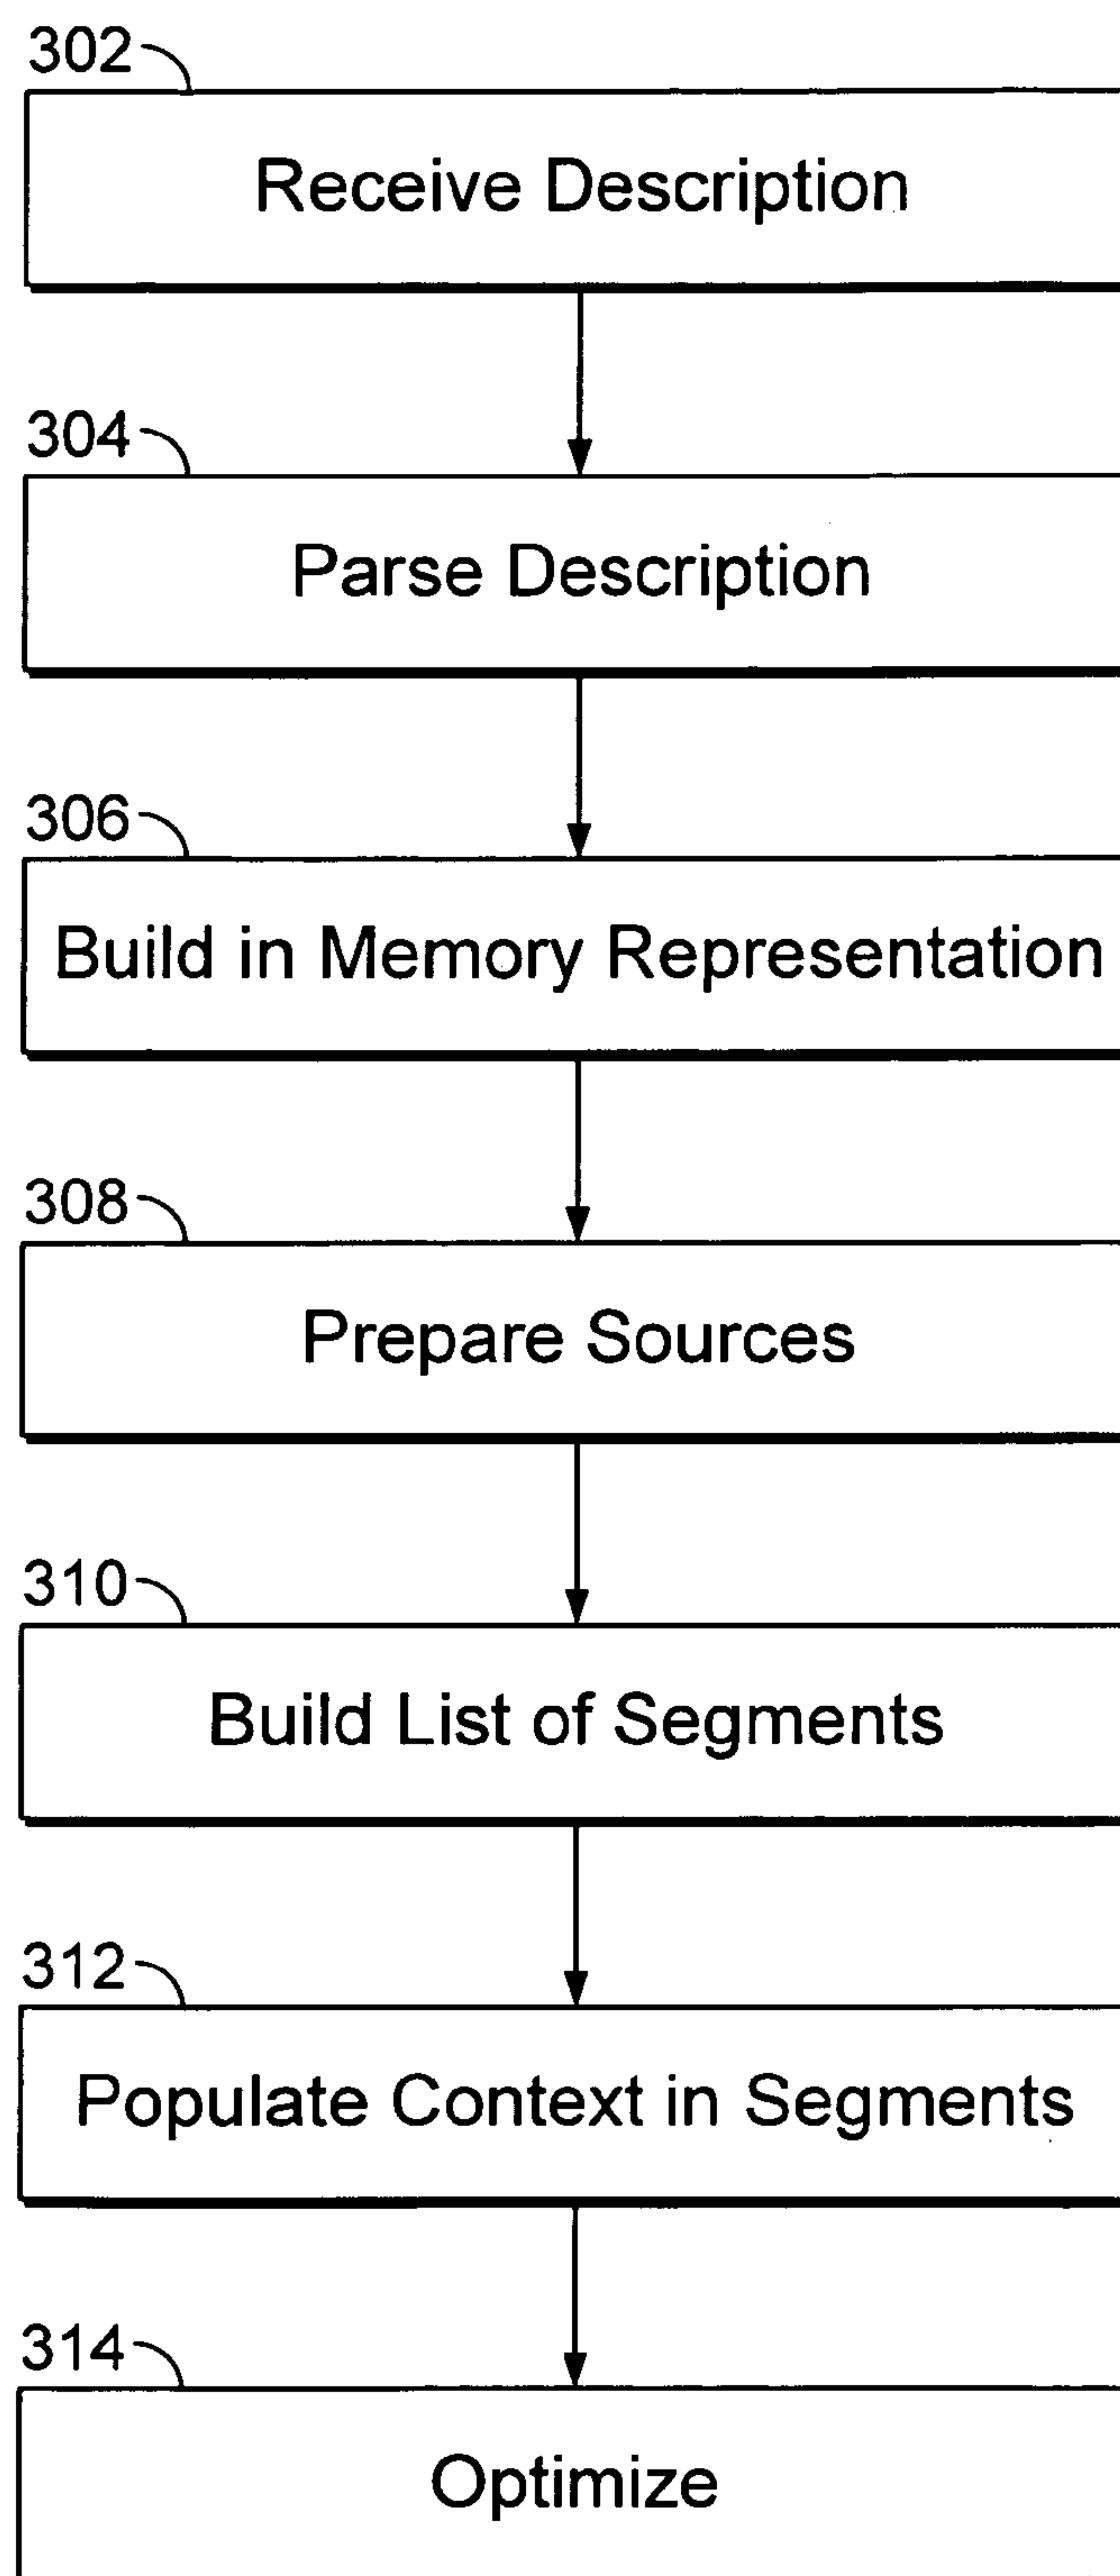 302
Receive Description
304
Parse Description
306
Build in Memory Representation
308
Prepare Sources
310
Build List of Segments
312
Populate Context in Segments
314
Optimize